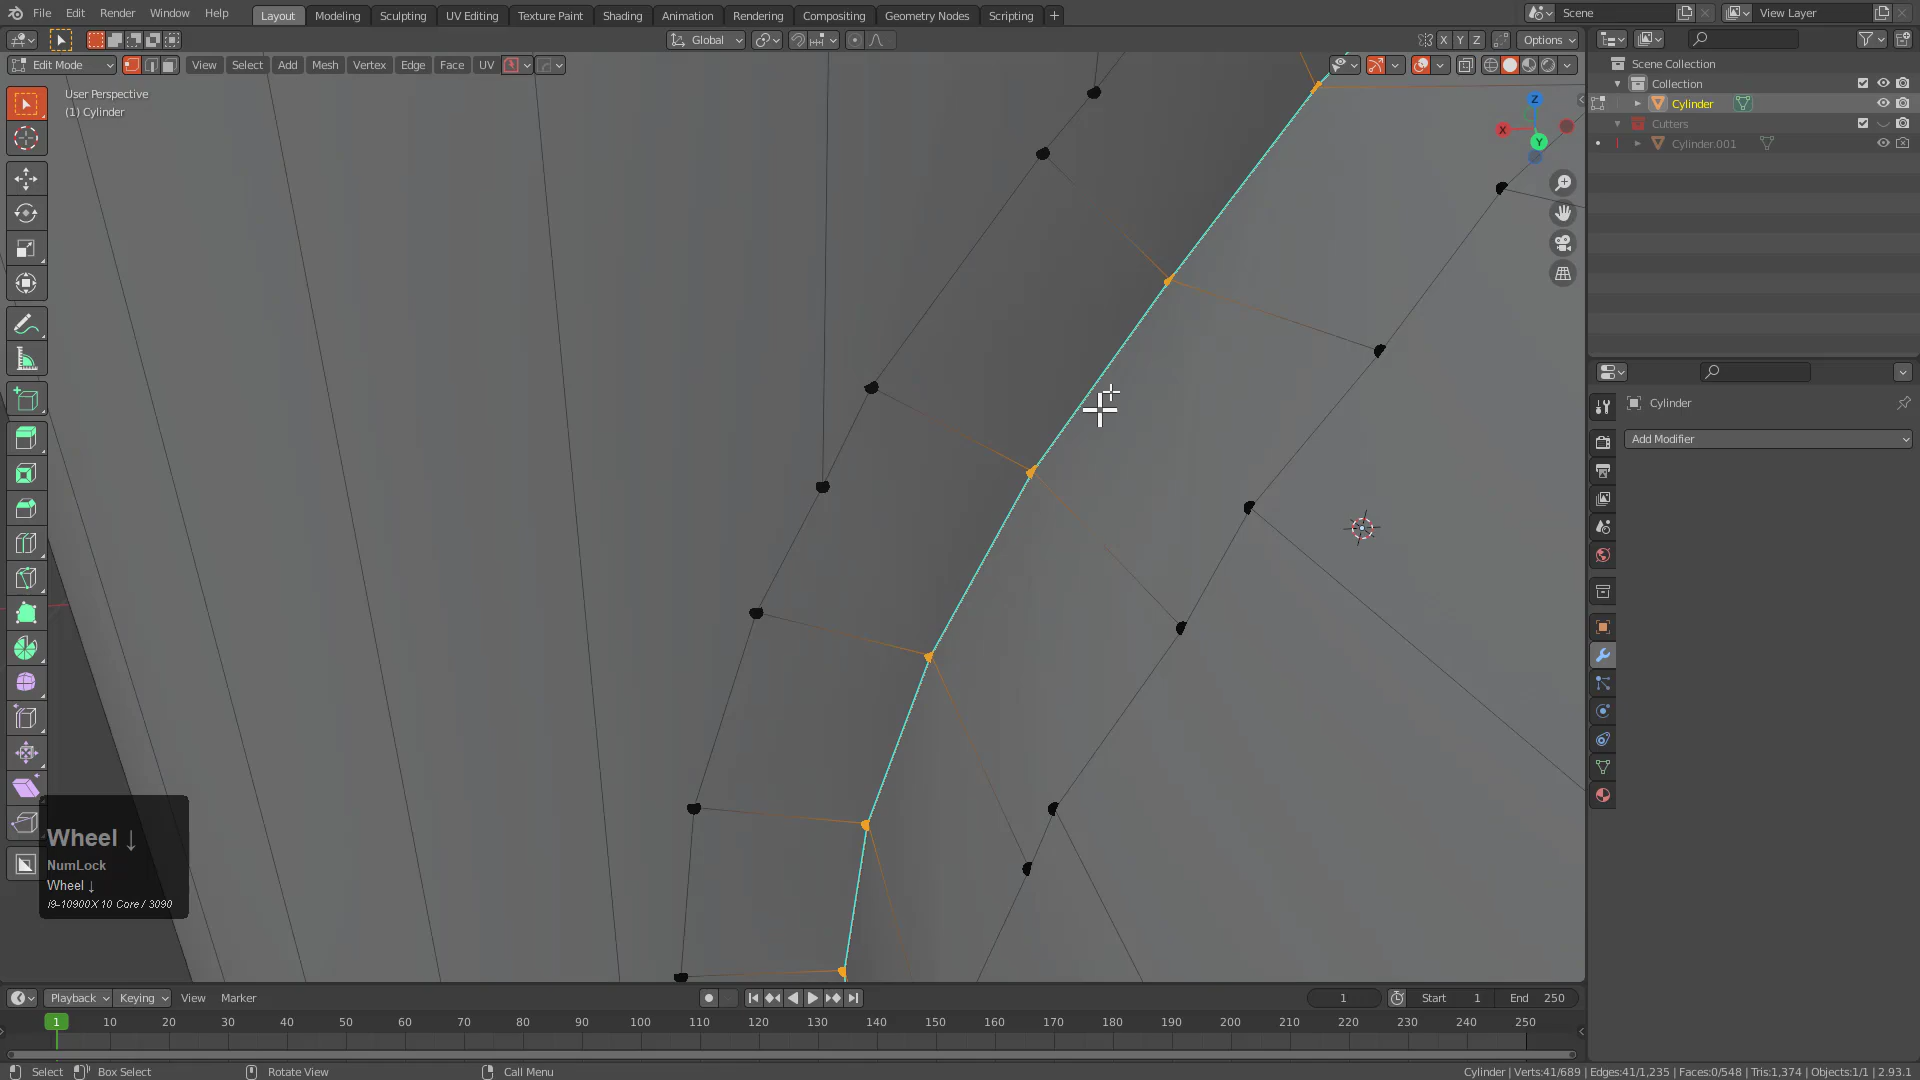 File Edit Render Window Help Layout Modeling Sculpting UV Editing Texture Paint Shading Animation Rendering Compositing Geometry Nodes Scripting + Scene View Layer
Global X Y Z Options
Edit Mode View Select Add Mesh Vertex Edge Face UV
User Perspective
(1) Cylinder
Scene Collection
Collection
Cylinder
Cutters
Cylinder.001
Z
X
Y
Cylinder
Add Modifier
Wheel ↓
NumLock
Wheel ↓
i9-10900X 10 Core / 3090
Playback Keying View Marker 1 Start 1 End 250
1 10 20 30 40 50 60 70 80 90 100 110 120 130 140 150 160 170 180 190 200 210 220 230 240 250
Select Box Select Rotate View Call Menu Cylinder | Verts:41/689 | Edges:41/1,235 | Faces:0/548 | Tris:1,374 | Objects:1/1 | 2.93.1